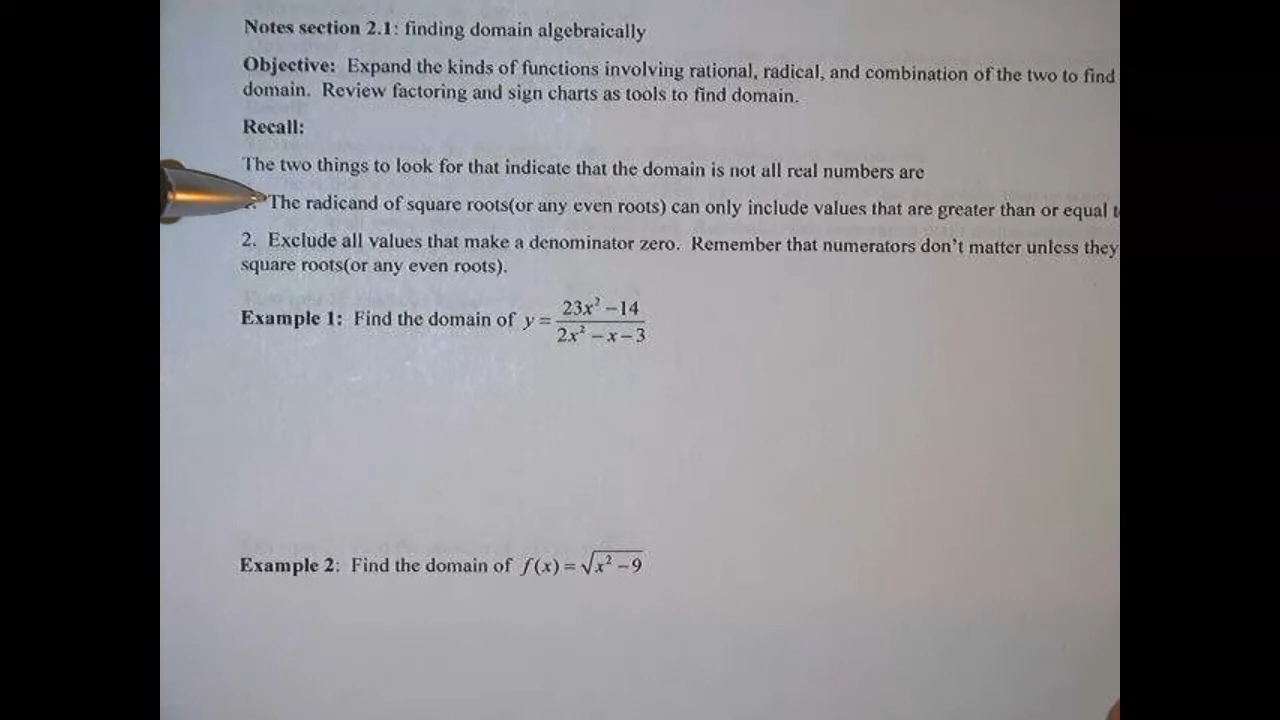 Notes section 2.1: finding domain algebraically
Objective: Expand the kinds of functions involving rational, radical, and combination of the two to find
domain. Review factoring and sign charts as tools to find domain.
Recall:
The two things to look for that indicate that the domain is not all real numbers are
The radicand of square roots(or any even roots) can only include values that are greater than or equal
2. Exclude all values that make a denominator zero. Remember that numerators don't matter unless they
square roots(or any even roots).
Example 1: Find the domain of y = (23x² − 14)/(2x² − x − 3)
Example 2: Find the domain of f(x) = √(x² − 9)